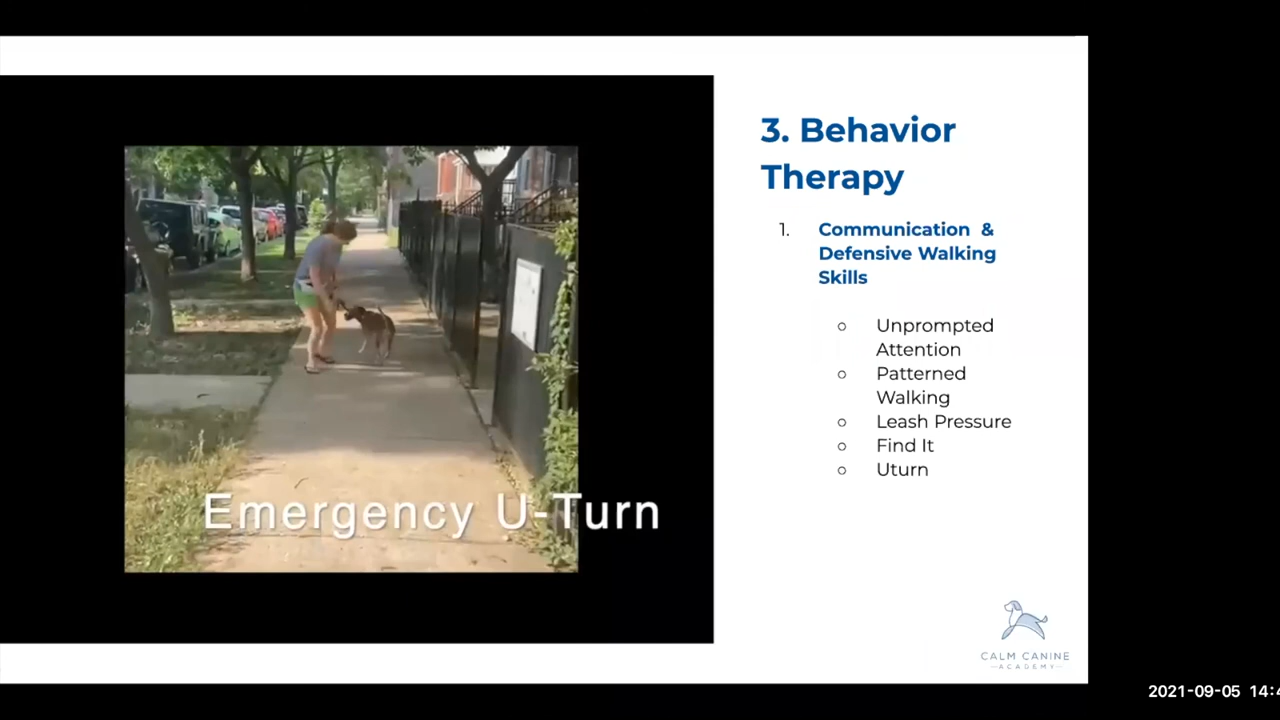 3. Behavior
Therapy
1. Communication &
Defensive Walking
Skills
○ Unprompted
Attention
○ Patterned
Walking
○ Leash Pressure
○ Find It
○ Uturn
Emergency U-Turn
CALM CANINE
—ACADEMY—
2021-09-05 14:4